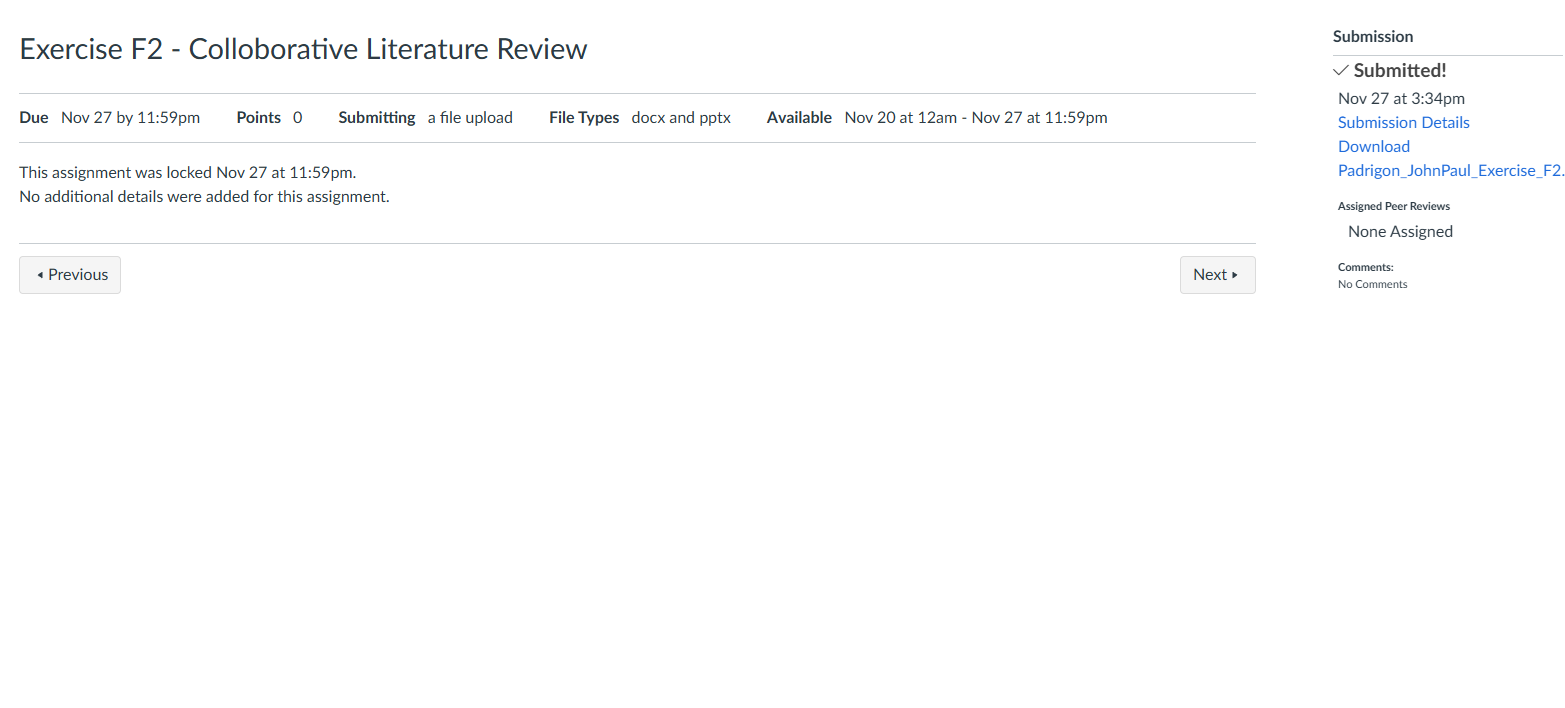 Exercise F2 - Colloborative Literature Review
Due Nov 27 by 11:59pm Points 0 Submitting a file upload File Types docx and pptx Available Nov 20 at 12am - Nov 27 at 11:59pm
This assignment was locked Nov 27 at 11:59pm.
No additional details were added for this assignment.
Previous
Next
Submission
Submitted!
Nov 27 at 3:34pm
Submission Details
Download
Padrigon_JohnPaul_Exercise_F2.
Assigned Peer Reviews
None Assigned
Comments:
No Comments